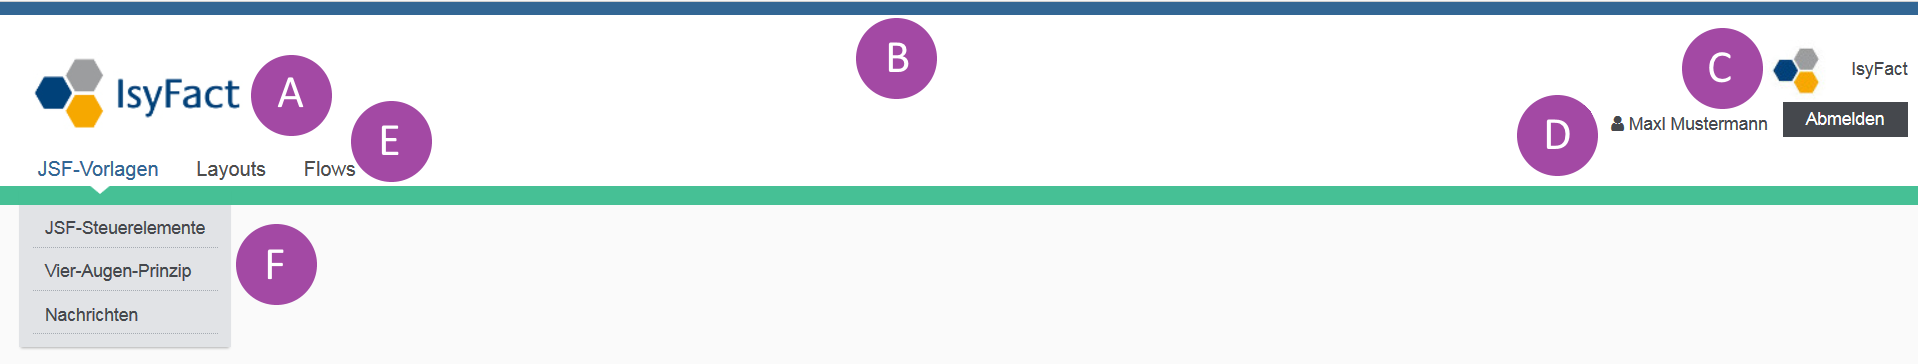 IsyFact
A
B
C
IsyFact
D
Maxl Mustermann
Abmelden
E
JSF-Vorlagen
Layouts
Flows
JSF-Steuerelemente
Vier-Augen-Prinzip
Nachrichten
F